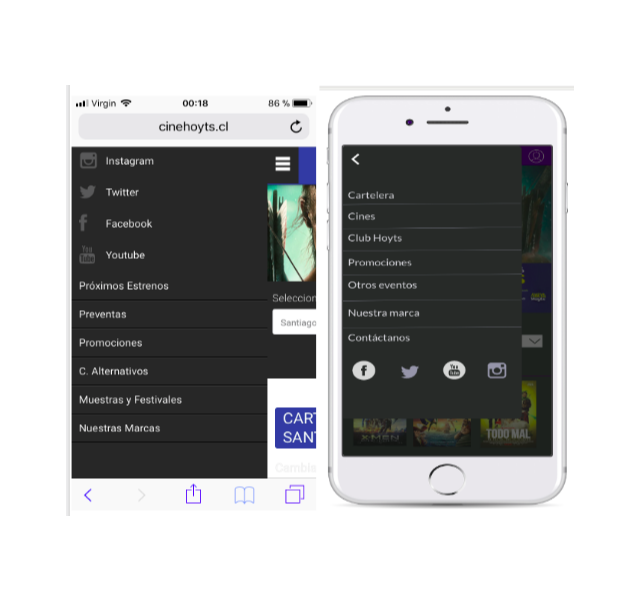 Virgin
00:18
86 %
cinehoyts.cl
Instagram
Twitter
Facebook
You
Tube
Youtube
Próximos Estrenos
Preventas
Promociones
C. Alternativos
Muestras y Festivales
Nuestras Marcas
Seleccion
Santiago
CART
SANT
Cambia
Cartelera
Cines
Club Hoyts
Promociones
Otros eventos
Nuestra marca
Contáctanos
f
You
Tube
X-MEN
TODO MAL